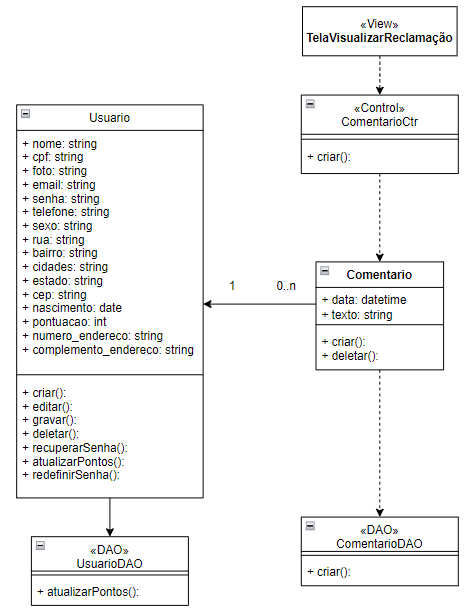 «View»
TelaVisualizarReclamação
«Control»
ComentarioCtr
+ criar():
Usuario
+ nome: string
+ cpf: string
+ foto: string
+ email: string
+ senha: string
+ telefone: string
+ sexo: string
+ rua: string
+ bairro: string
+ cidades: string
+ estado: string
+ cep: string
+ nascimento: date
+ pontuacao: int
+ numero_endereco: string
+ complemento_endereco: string
+ criar():
+ editar():
+ gravar():
+ deletar():
+ recuperarSenha():
+ atualizarPontos():
+ redefinirSenha():
1
0..n
Comentario
+ data: datetime
+ texto: string
+ criar():
+ deletar():
«DAO»
UsuarioDAO
+ atualizarPontos():
«DAO»
ComentarioDAO
+ criar():